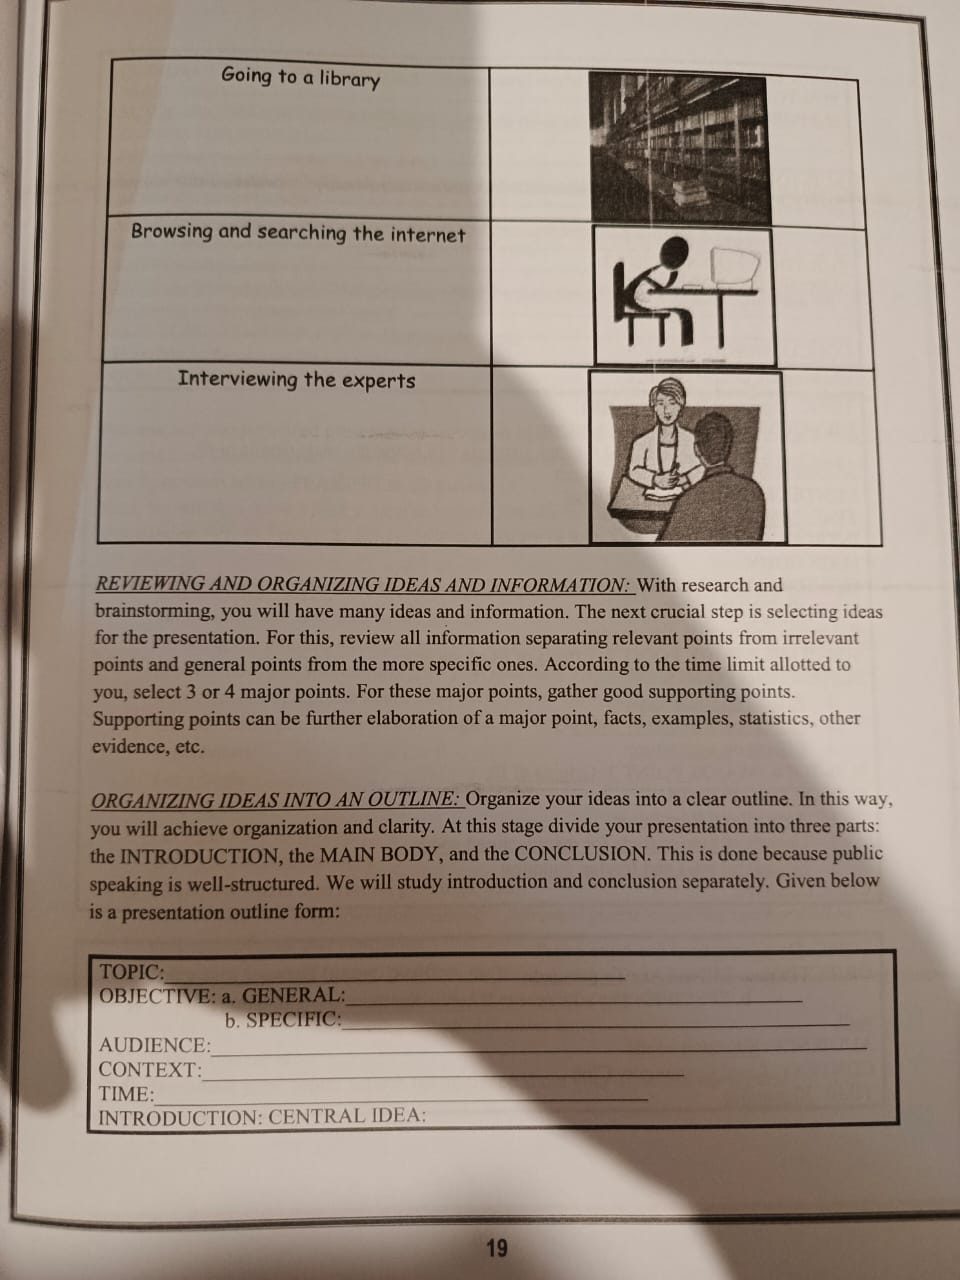 Going to a library
Browsing and searching the internet
Interviewing the experts
REVIEWING AND ORGANIZING IDEAS AND INFORMATION: With research and
brainstorming, you will have many ideas and information. The next crucial step is selecting ideas
for the presentation. For this, review all information separating relevant points from irrelevant
points and general points from the more specific ones. According to the time limit allotted to
you, select 3 or 4 major points. For these major points, gather good supporting points.
Supporting points can be further elaboration of a major point, facts, examples, statistics, other
evidence, etc.
ORGANIZING IDEAS INTO AN OUTLINE: Organize your ideas into a clear outline. In this way,
you will achieve organization and clarity. At this stage divide your presentation into three parts:
the INTRODUCTION, the MAIN BODY, and the CONCLUSION. This is done because public
speaking is well-structured. We will study introduction and conclusion separately. Given below
is a presentation outline form:
TOPIC:
OBJECTIVE: a. GENERAL:
b. SPECIFIC:
AUDIENCE:
CONTEXT:
TIME:
INTRODUCTION: CENTRAL IDEA:
19